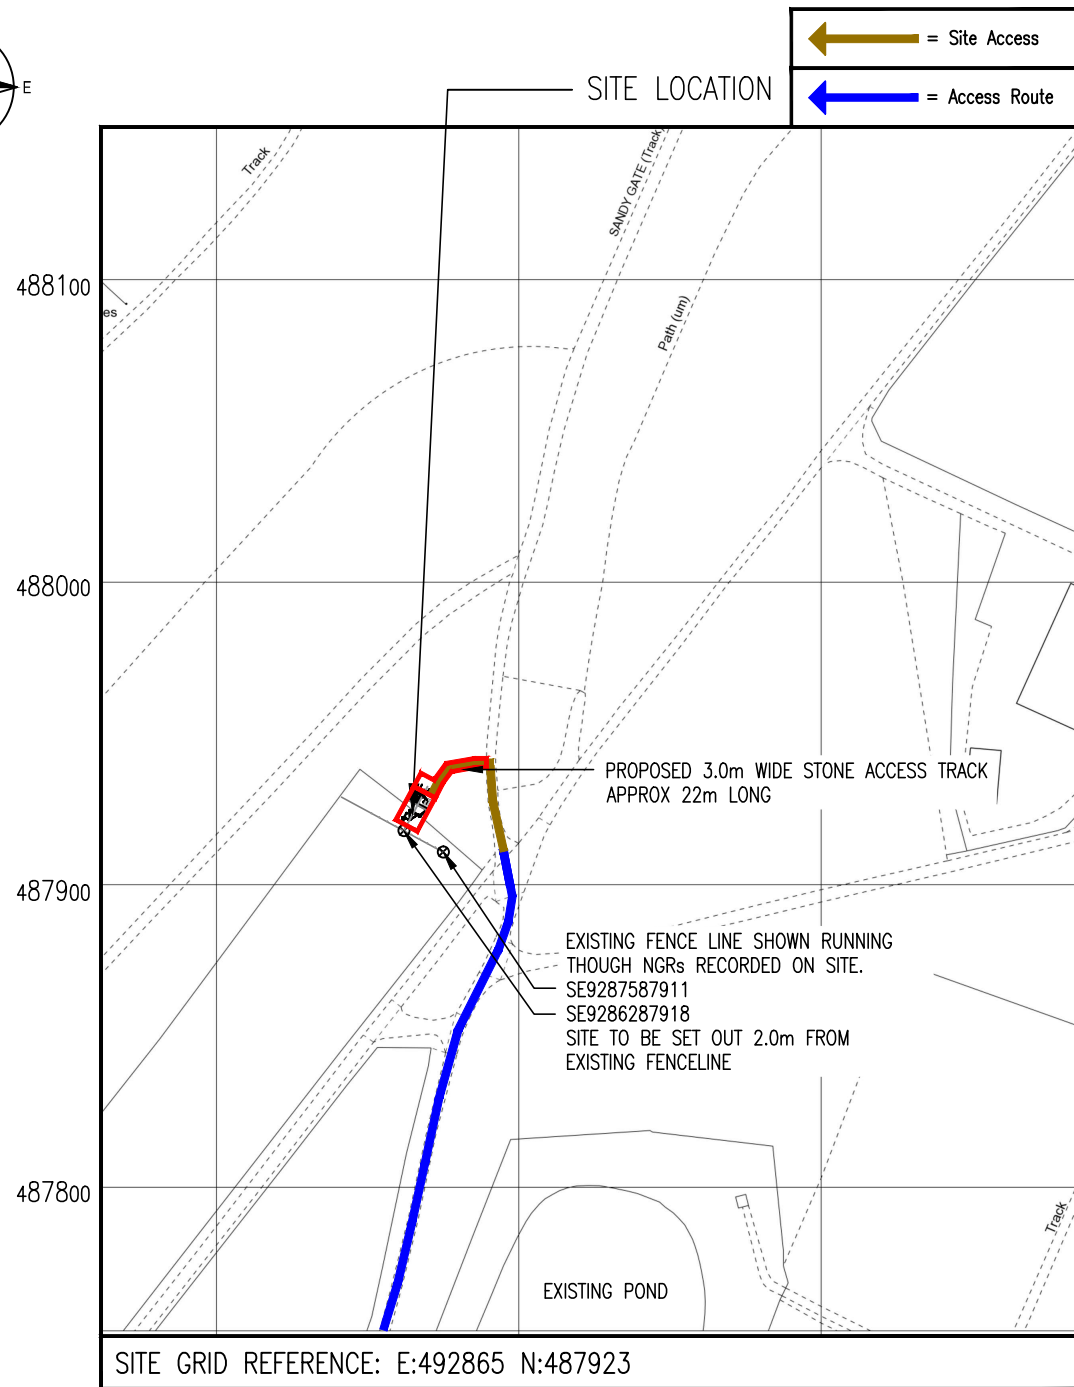 = Site Access
E
SITE LOCATION
= Access Route
Track
SANDY GATE (Track)
488100
es
Path (um)
488000
PROPOSED 3.0m WIDE STONE ACCESS TRACK
APPROX 22m LONG
487900
EXISTING FENCE LINE SHOWN RUNNING
THOUGH NGRs RECORDED ON SITE.
SE9287587911
SE9286287918
SITE TO BE SET OUT 2.0m FROM
EXISTING FENCELINE
487800
Track
EXISTING POND
SITE GRID REFERENCE: E:492865 N:487923